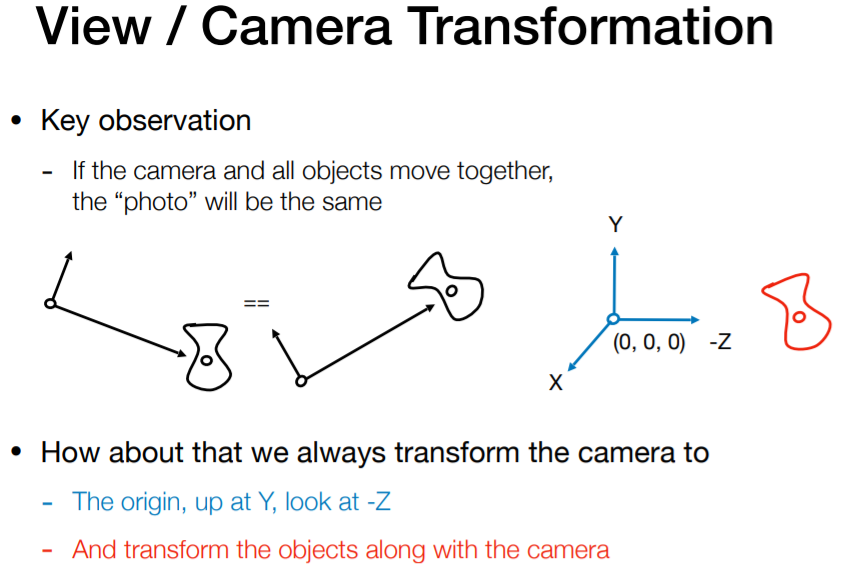 View / Camera Transformation
• Key observation
- If the camera and all objects move together,
the “photo” will be the same
==
Y
(0, 0, 0) -Z
X
• How about that we always transform the camera to
- The origin, up at Y, look at -Z
- And transform the objects along with the camera